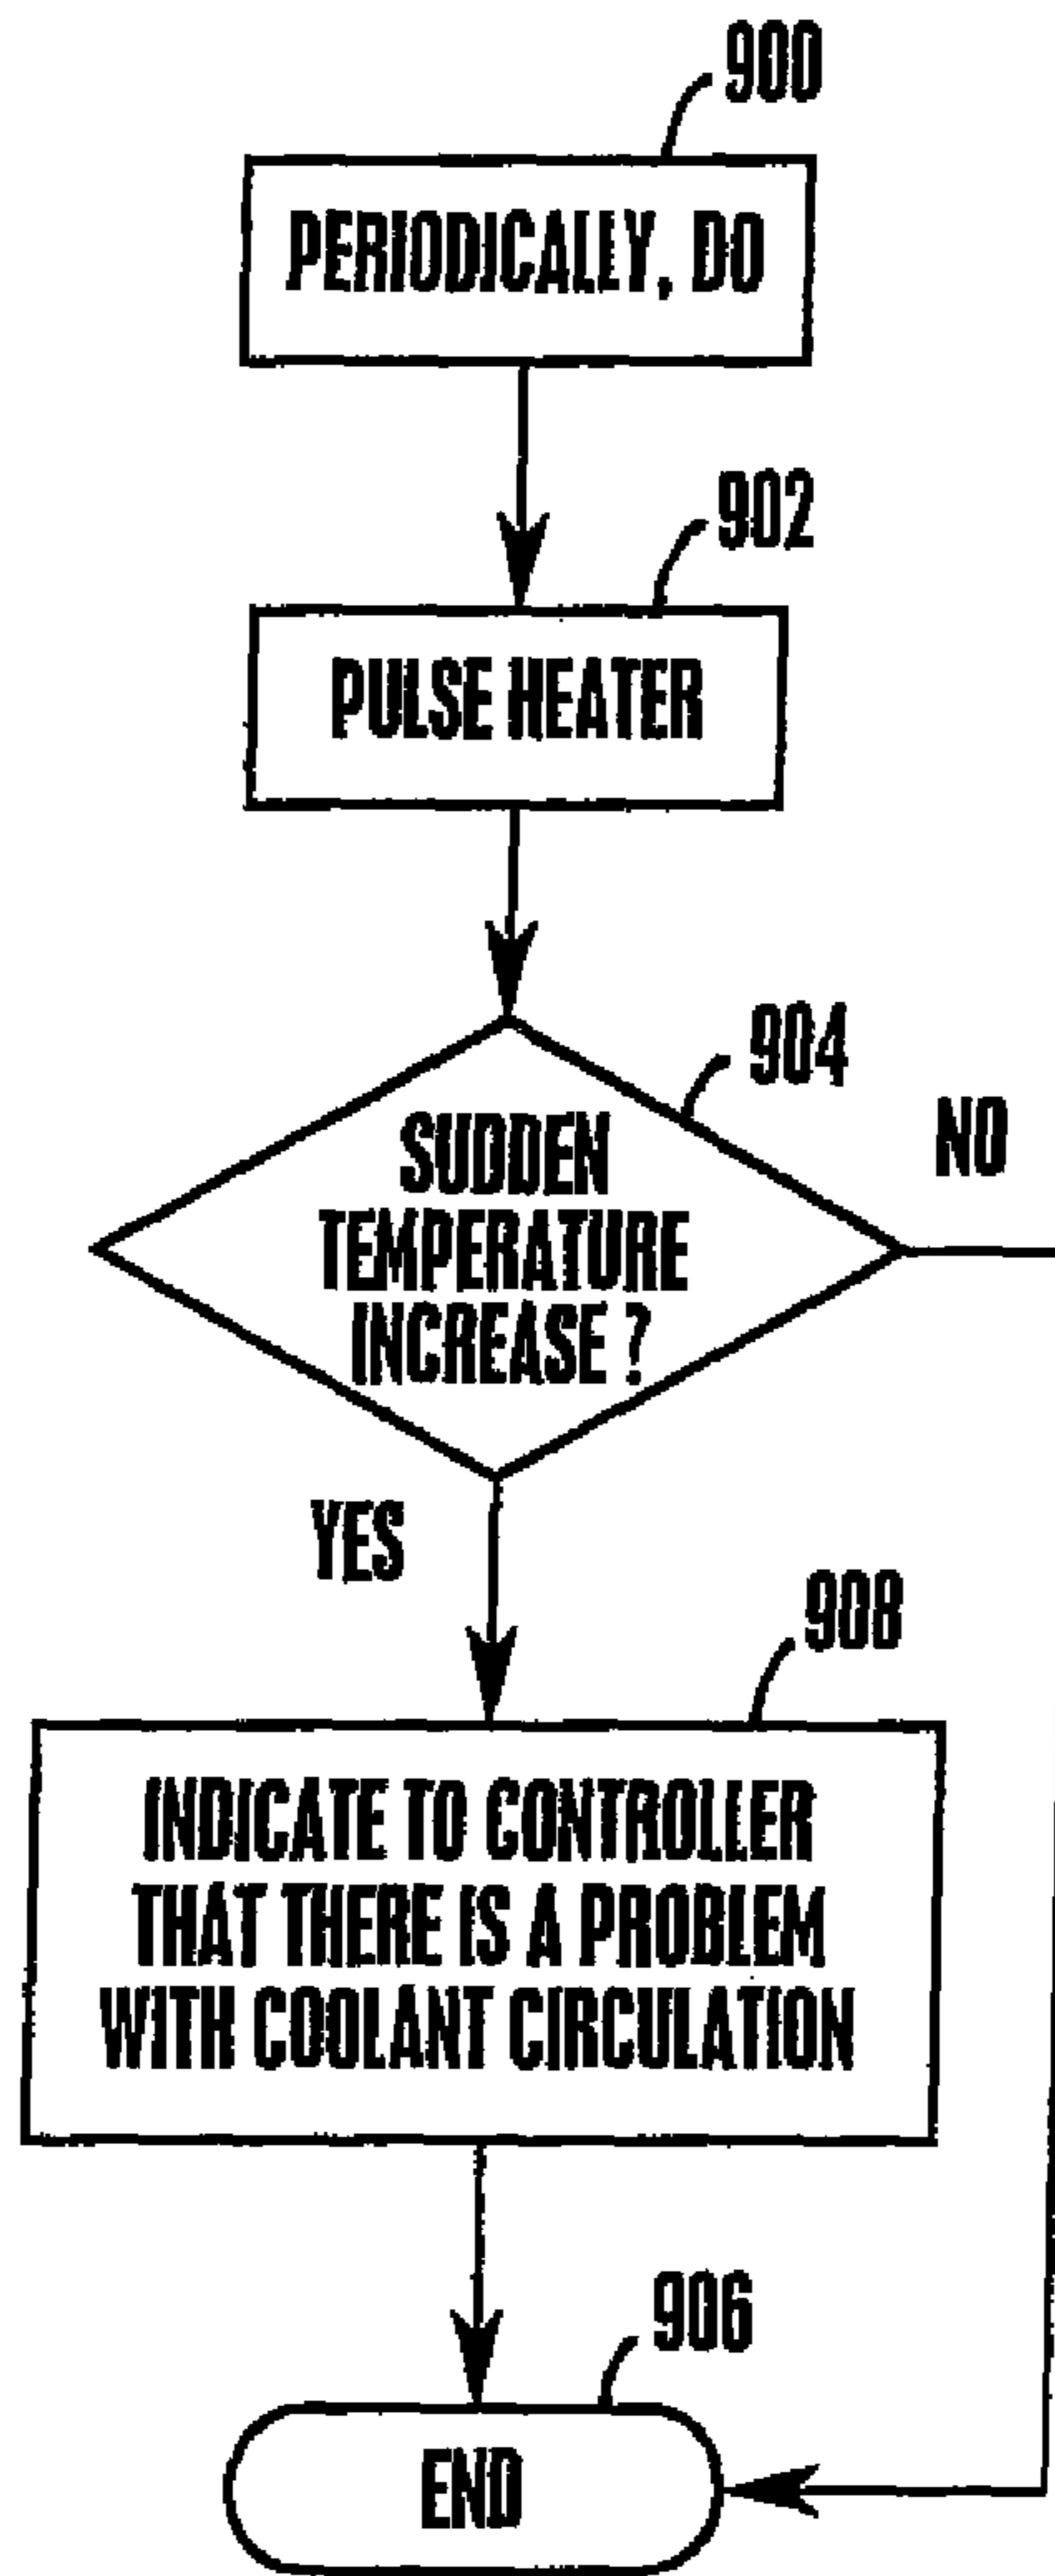 900
PERIODICALLY, DO
902
PULSE HEATER
904
NO
SUDDEN
TEMPERATURE
INCREASE ?
YES
908
INDICATE TO CONTROLLER
THAT THERE IS A PROBLEM
WITH COOLANT CIRCULATION
906
END